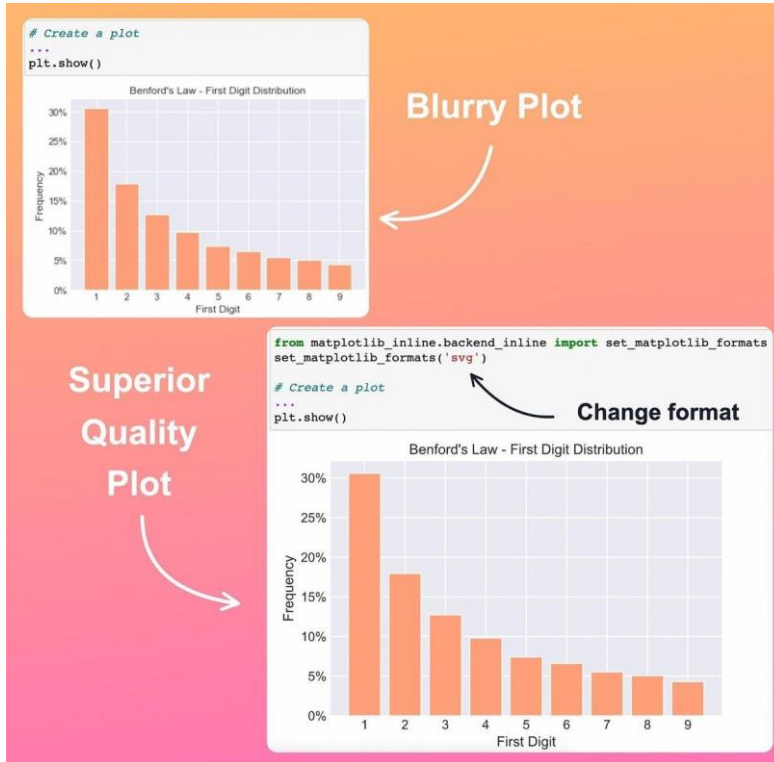 # Create a plot
...
plt.show()
Benford's Law - First Digit Distribution
30%
25%
20%
15%
10%
5%
0%
Frequency
1 2 3 4 5 6 7 8 9
First Digit
Blurry Plot
Superior
Quality
Plot
from matplotlib_inline.backend_inline import set_matplotlib_formats
set_matplotlib_formats('svg')
# Create a plot
...
plt.show()
Change format
Benford's Law - First Digit Distribution
30%
25%
20%
15%
10%
5%
0%
Frequency
1 2 3 4 5 6 7 8 9
First Digit